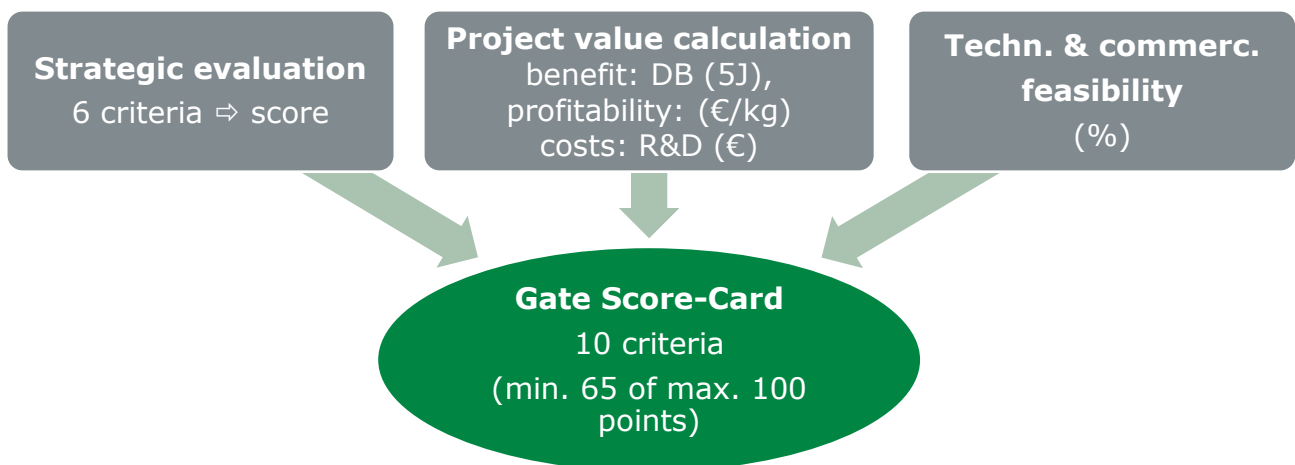 Strategic evaluation
6 criteria ⇨ score
Project value calculation
benefit: DB (5J),
profitability: (€/kg)
costs: R&D (€)
Techn. & commerc.
feasibility
(%)
Gate Score-Card
10 criteria
(min. 65 of max. 100
points)